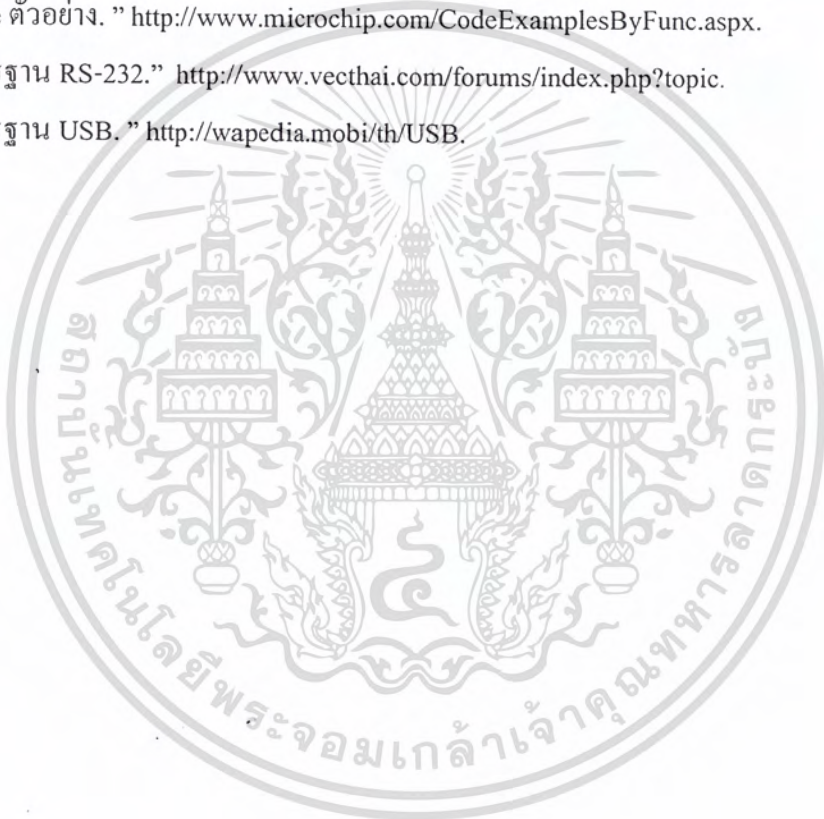 ะ ตัวอย่าง. ” http://www.microchip.com/CodeExamplesByFunc.aspx.
ฐาน RS-232.” http://www.vecthai.com/forums/index.php?topic.
ฐาน USB. ” http://wapedia.mobi/th/USB.
สถาบันเทคโนโลยีพระจอมเกล้าเจ้าคุณทหารลาดกระบัง
๔